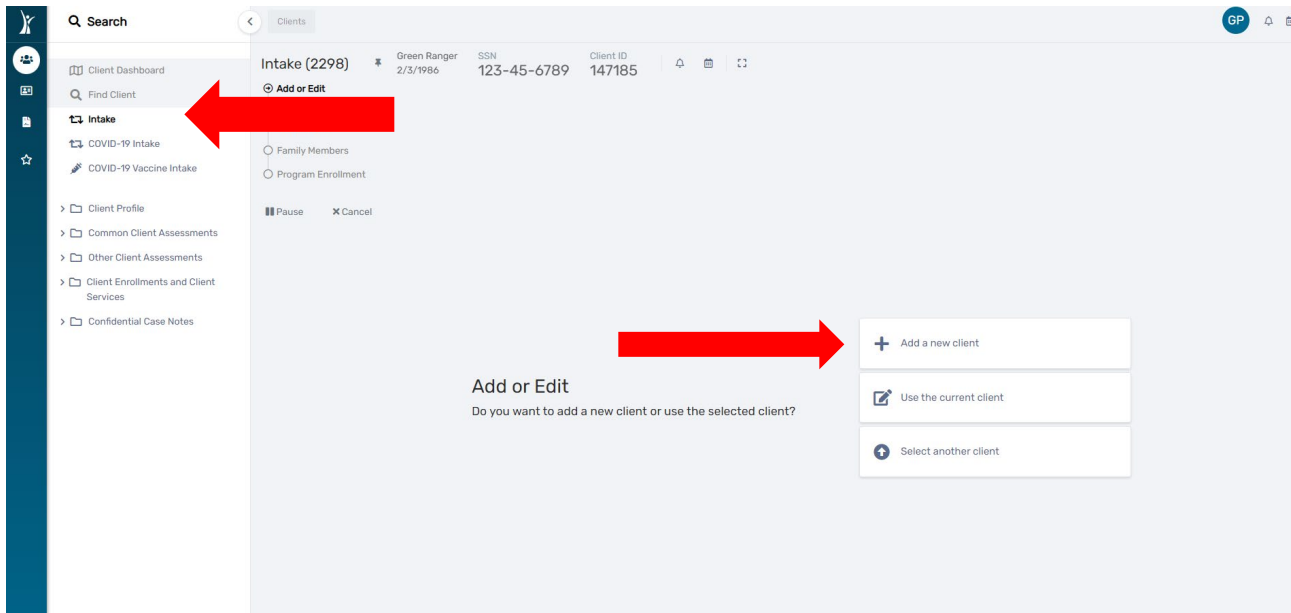 Search
Clients
GP
Client Dashboard
Find Client
Intake
COVID-19 Intake
COVID-19 Vaccine Intake
Client Profile
Common Client Assessments
Other Client Assessments
Client Enrollments and Client
Services
Confidential Case Notes
Intake (2298)
Green Ranger
2/3/1986
SSN
123-45-6789
Client ID
147185
Add or Edit
Family Members
Program Enrollment
Pause
Cancel
Add or Edit
Do you want to add a new client or use the selected client?
Add a new client
Use the current client
Select another client